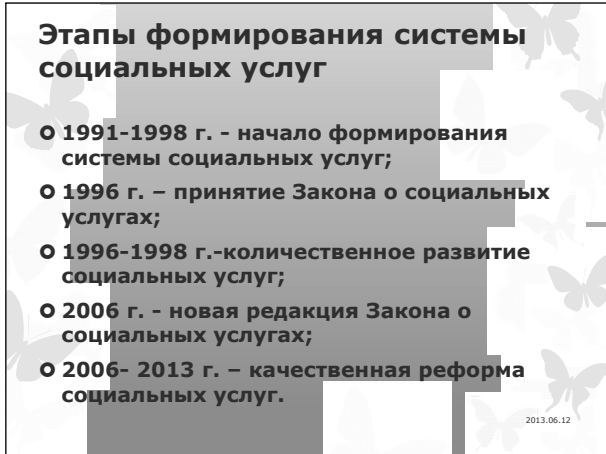 Этапы формирования системы
социальных услуг
1991-1998 г. - начало формирования
системы социальных услуг;
1996 г. – принятие Закона о социальных
услугах;
1996-1998 г.-количественное развитие
социальных услуг;
2006 г. - новая редакция Закона о
социальных услугах;
2006- 2013 г. – качественная реформа
социальных услуг.
2013.06.12